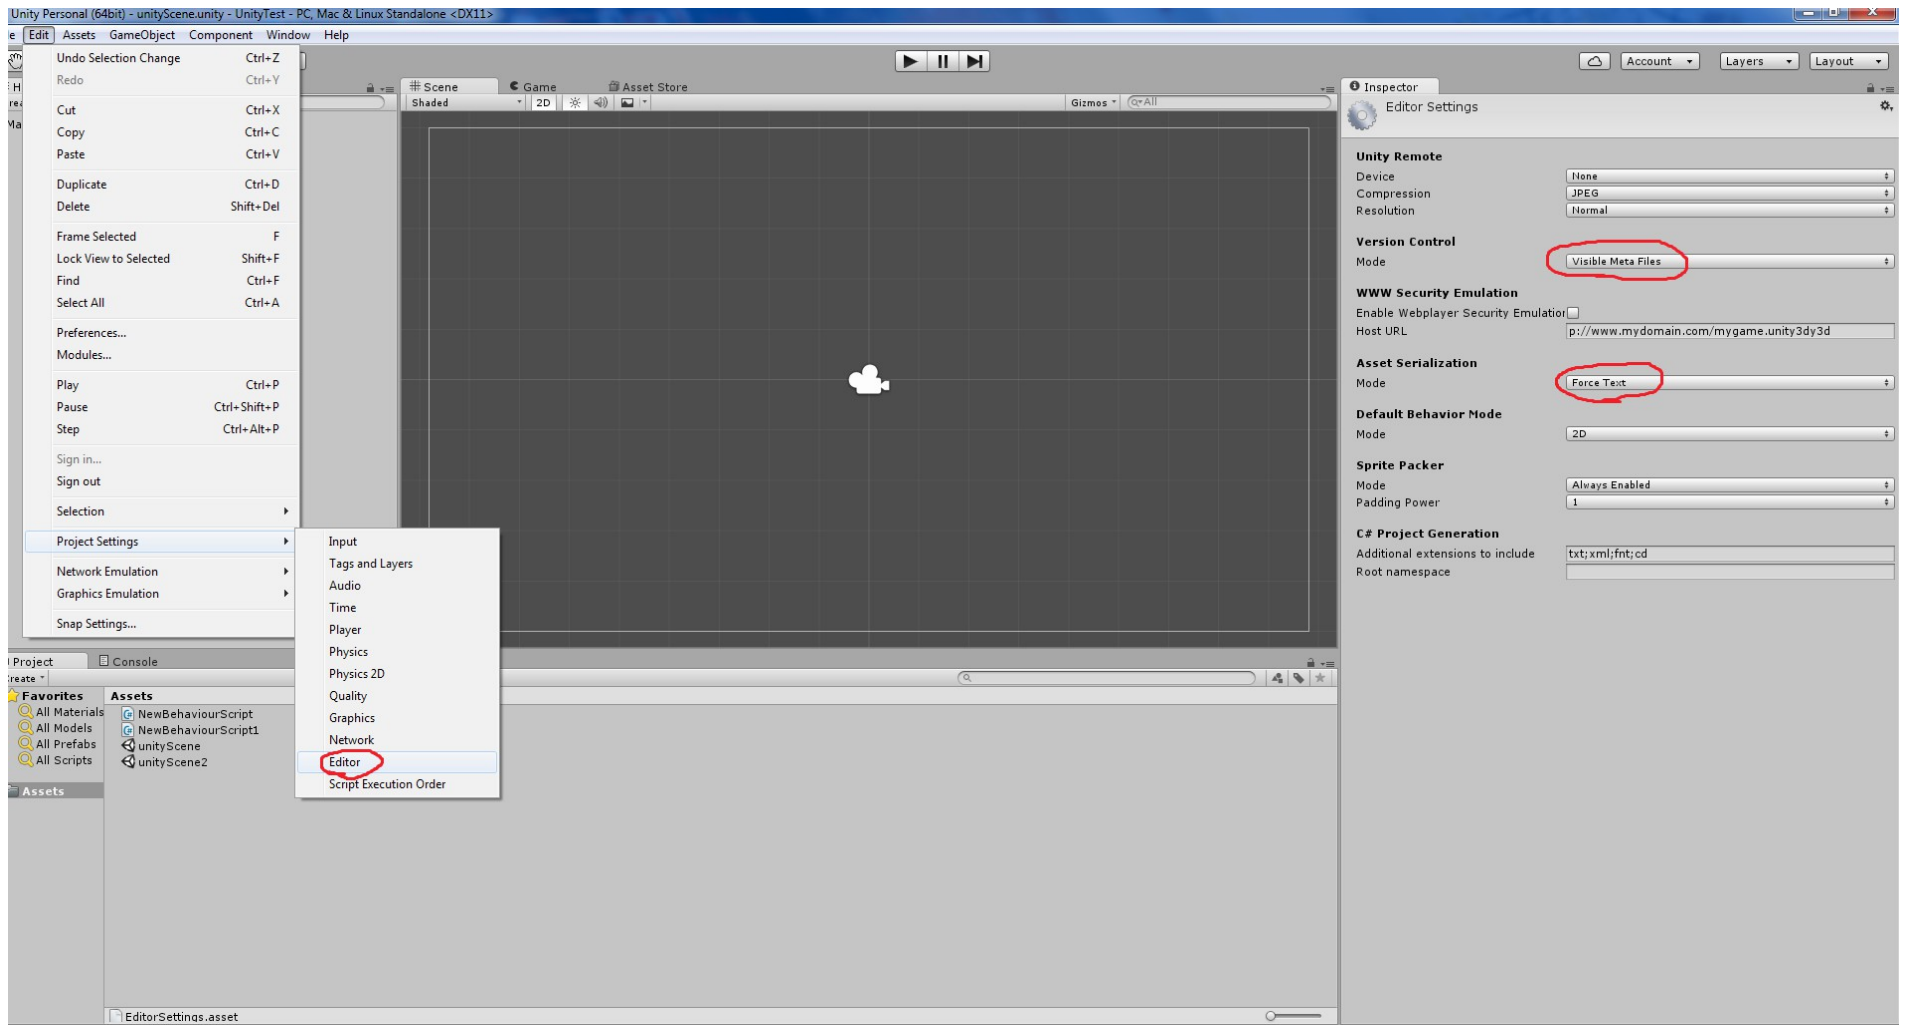 Unity Personal (64bit) - unityScene.unity - UnityTest - PC, Mac & Linux Standalone <DX11>
e Edit Assets GameObject Component Window Help
Undo Selection Change Ctrl+Z
Redo Ctrl+Y
Cut Ctrl+X
Copy Ctrl+C
Paste Ctrl+V
Duplicate Ctrl+D
Delete Shift+Del
Frame Selected F
Lock View to Selected Shift+F
Find Ctrl+F
Select All Ctrl+A
Preferences...
Modules...
Play Ctrl+P
Pause Ctrl+Shift+P
Step Ctrl+Alt+P
Sign in...
Sign out
Selection
Project Settings
Network Emulation
Graphics Emulation
Snap Settings...
Input
Tags and Layers
Audio
Time
Player
Physics
Physics 2D
Quality
Graphics
Network
Editor
Script Execution Order
H
rea
Ma
Account Layers Layout
Scene Game Asset Store
Shaded 2D Gizmos All
Inspector
Editor Settings
Unity Remote
Device None
Compression JPEG
Resolution Normal
Version Control
Mode Visible Meta Files
WWW Security Emulation
Enable Webplayer Security Emulation
Host URL p://www.mydomain.com/mygame.unity3dy3d
Asset Serialization
Mode Force Text
Default Behavior Mode
Mode 2D
Sprite Packer
Mode Always Enabled
Padding Power 1
C# Project Generation
Additional extensions to include txt;xml;fnt;cd
Root namespace
Project Console
Create
Favorites
All Materials
All Models
All Prefabs
All Scripts
Assets
Assets
NewBehaviourScript
NewBehaviourScript1
unityScene
unityScene2
EditorSettings.asset